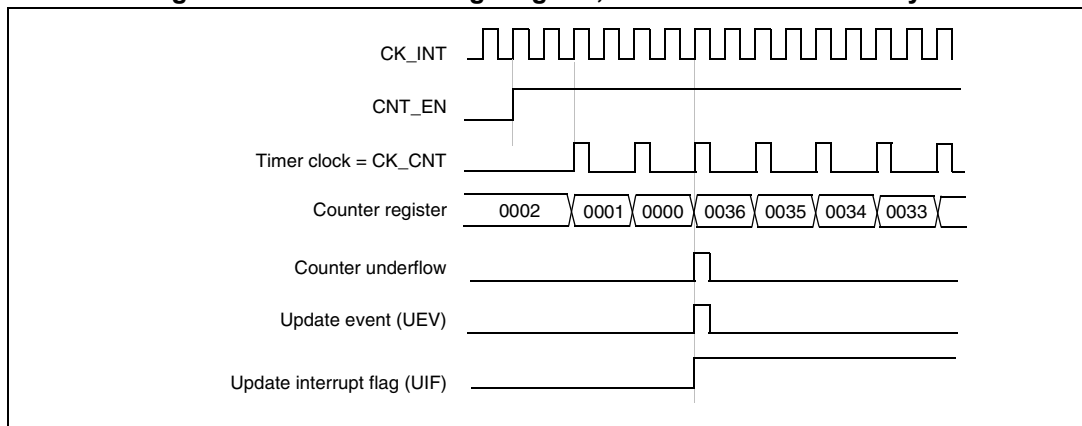 CK_INT
CNT_EN
Timer clock = CK_CNT
Counter register 0002 0001 0000 0036 0035 0034 0033
Counter underflow
Update event (UEV)
Update interrupt flag (UIF)